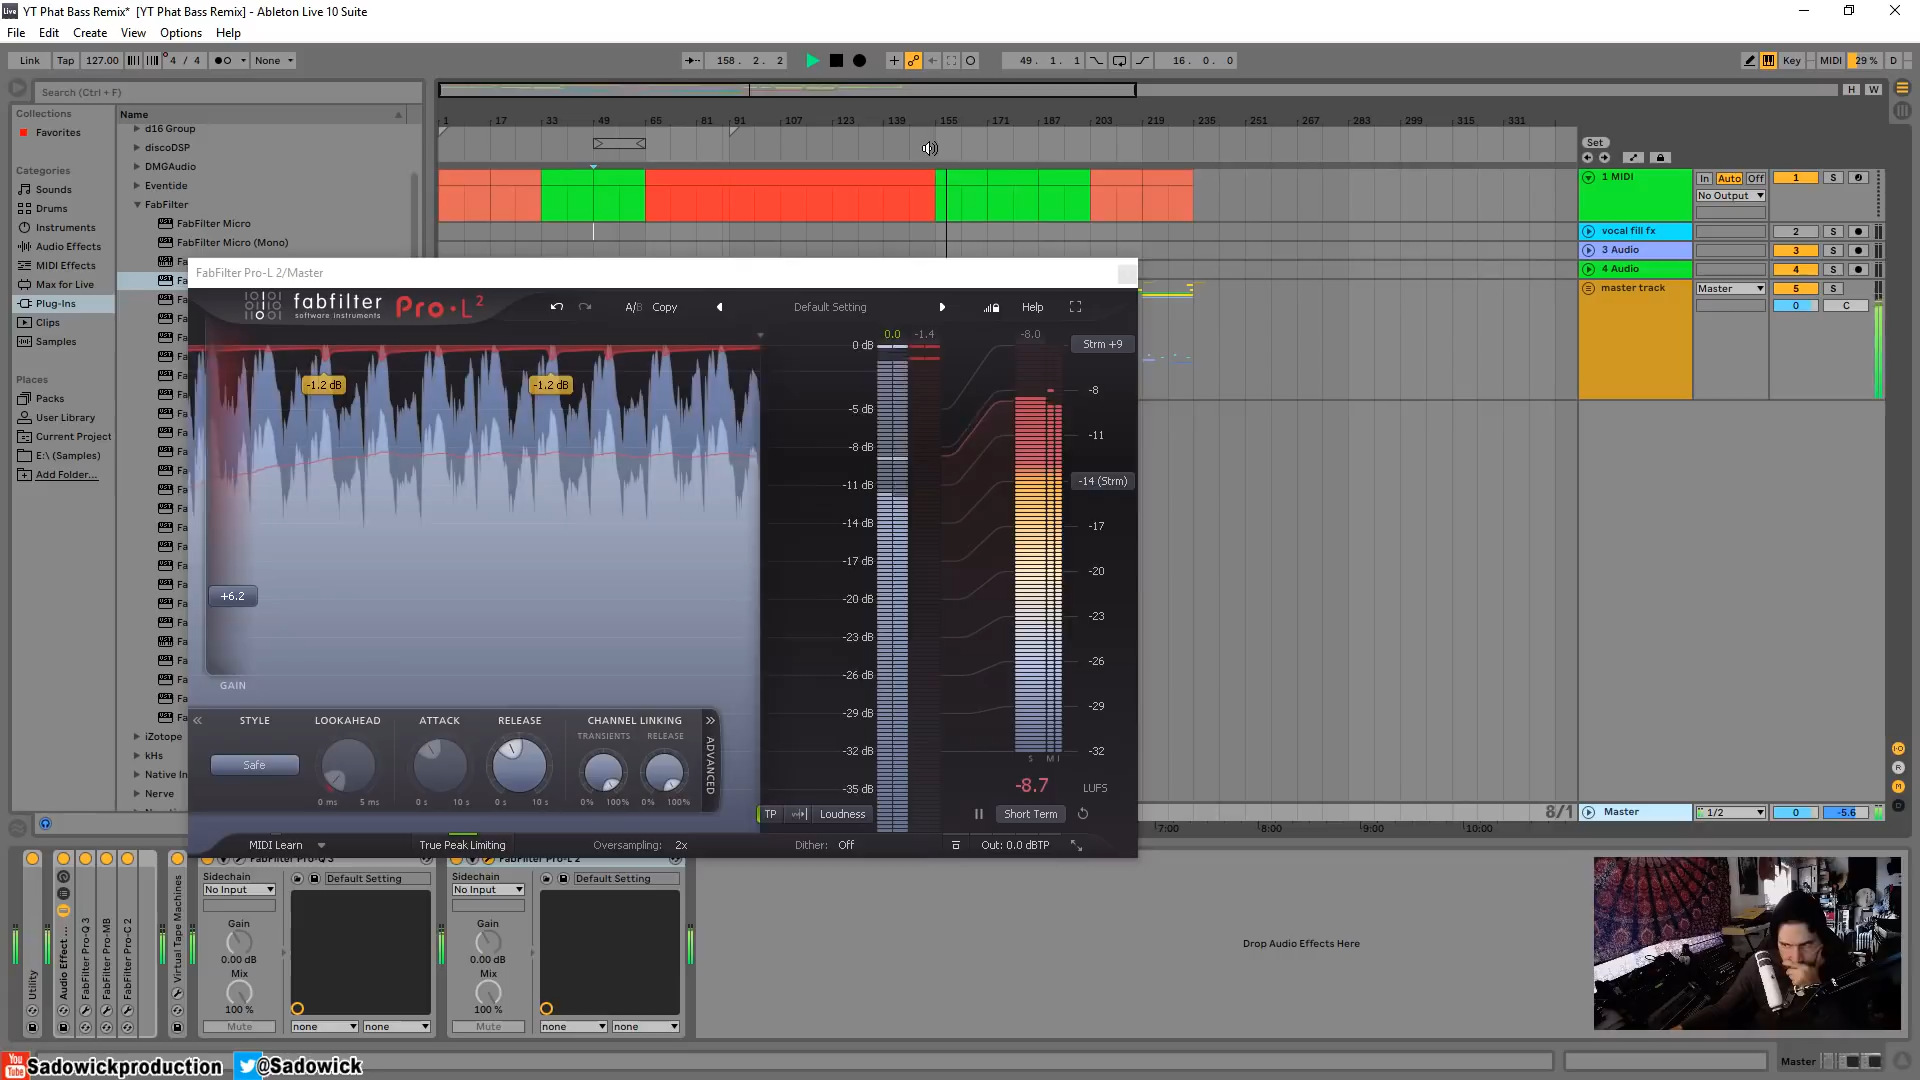 YT Phat Bass Remix* [YT Phat Bass Remix] - Ableton Live 10 Suite
File Edit Create View Options Help
Link Tap 127.00 4 / 4 None 158. 2. 2 49. 1. 1 16. 0. 0 Key MIDI 29 % D
Search (Ctrl + F)
H W
Collections
Favorites
Categories
Sounds
Drums
Instruments
Audio Effects
MIDI Effects
Max for Live
Plug-Ins
Clips
Samples
Places
Packs
User Library
Current Project
E:\ (Samples)
Add Folder...
Name
d16 Group
discoDSP
DMGAudio
Eventide
FabFilter
FabFilter Micro
FabFilter Micro (Mono)
iZotope
kHs
Native In
Nerve
1 17 33 49 65 81 91 107 123 139 155 171 187 203 219 235 251 267 283 299 315 331
Set
1 MIDI In Auto Off 1 S
No Output
vocal fill fx 2 S
3 Audio 3 S
4 Audio 4 S
master track Master 5 S
0 C
FabFilter Pro-L 2/Master
fabfilter Pro·L 2
software instruments
A/B Copy Default Setting Help
0.0 -1.4 -8.0
Strm +9
-1.2 dB -1.2 dB
0 dB
-5 dB
-8 dB
-11 dB
-14 dB
-17 dB
-20 dB
-23 dB
-26 dB
-29 dB
-32 dB
-35 dB
-8
-11
-14 (Strm)
-17
-20
-23
-26
-29
-32
S M I
+6.2
GAIN
STYLE LOOKAHEAD ATTACK RELEASE CHANNEL LINKING
TRANSIENTS RELEASE
Safe
0 ms 5 ms 0 s 10 s 0 s 10 s 0% 100% 0% 100%
ADVANCED
-8.7 LUFS
TP Loudness Short Term
MIDI Learn True Peak Limiting Oversampling: 2x Dither: Off Out: 0.0 dBTP
8/1 Master 1/2 0 -5.6
7:00 8:00 9:00 10:00
Utility
Audio Effect ...
FabFilter Pro-Q 3
FabFilter Pro-MB
FabFilter Pro-C 2
Virtual Tape Machines
FabFilter Pro-Q 3
Sidechain Default Setting
No Input
Gain
0.00 dB
Mix
100 %
Mute none none
FabFilter Pro-L 2
Sidechain Default Setting
No Input
Gain
0.00 dB
Mix
100 %
Mute none none
Drop Audio Effects Here
You Tube Sadowickproduction @Sadowick
Master